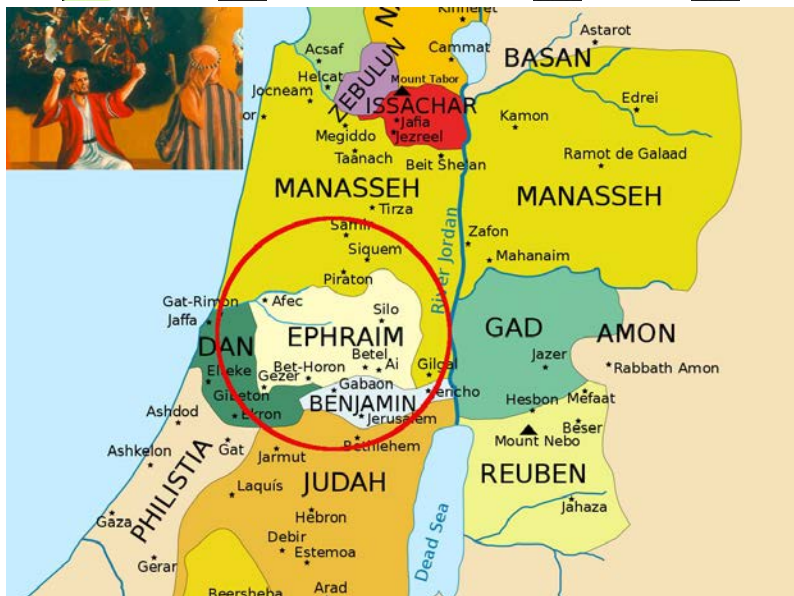 Kinneret
Astarot
BASAN
Acsaf
Cammat
ZEBULUN
Helcat
Mount Tabor
Edrei
Jocneam
ISSACHAR
Kamon
Jafia
Megiddo
Jezreel
Taanach
Beit She'an
Ramot de Galaad
MANASSEH
MANASSEH
Tirza
Samir
Zafon
Siquem
Mahanaim
River Jordan
Piraton
Gat-Rimon
Afec
Jaffa
Silo
EPHRAIM
GAD
AMON
DAN
Betel
Jazer
Bet-Horon
Ai
Gilgal
Rabbath Amon
Elteke
Gezer
Gabaon
Jericho
Gibeton
BENJAMIN
Hesbon
Mefaat
Ashdod
Ekron
Jerusalem
Beser
Bethlehem
Mount Nebo
Ashkelon
Gat
Jarmut
PHILISTIA
JUDAH
REUBEN
Laquís
Jahaza
Gaza
Hebron
Dead Sea
Debir
Estemoa
Gerar
Beersheba
Arad